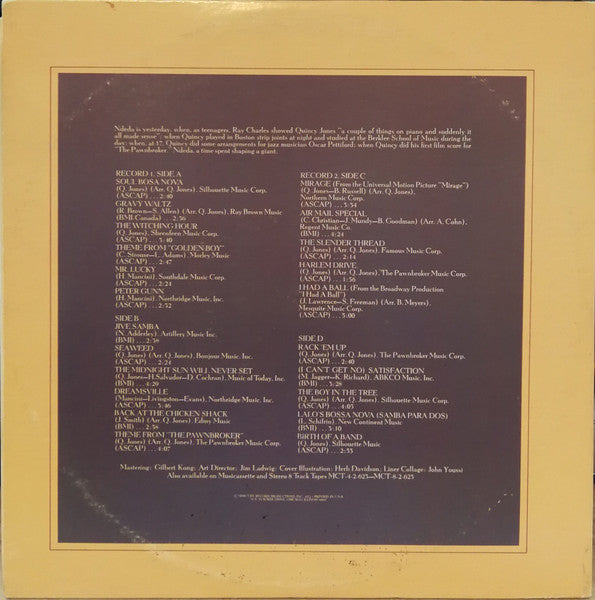 Ndeda is yesterday, when, as teenagers, Ray Charles showed Quincy Jones "a couple of things on piano and suddenly it
all made sense"; when Quincy played in Boston strip joints at night and studied at the Berklee School of Music during the
day; when, at 17, Quincy did some arrangements for jazz musician Oscar Pettiford; when Quincy did his first film score for
"The Pawnbroker." Ndeda, a time spent shaping a giant.
RECORD 1, SIDE A
SOUL BOSA NOVA
(Q. Jones) (Arr. Q. Jones), Silhouette Music Corp.
(ASCAP) . . . 2:40
GRAVY WALTZ
(R. Brown—S. Allen) (Arr. Q. Jones), Ray Brown Music
(BMI Canada) . . . 2:36
THE WITCHING HOUR
(Q. Jones), Shreedeen Music Corp.
(ASCAP) . . . 3:40
THEME FROM "GOLDEN BOY"
(C. Strouse—L. Adams), Morley Music
(ASCAP) . . . 2:47
MR. LUCKY
(H. Mancini), Southdale Music Corp.
(ASCAP) . . . 2:24
PETER GUNN
(H. Mancini), Northridge Music, Inc.
(ASCAP) . . . 2:32
SIDE B
JIVE SAMBA
(N. Adderley), Artillery Music Inc.
(BMI) . . . 2:38
SEAWEED
(Q. Jones) (Arr. Q. Jones), Bonjour Music, Inc.
(ASCAP) . . . 2:24
THE MIDNIGHT SUN WILL NEVER SET
(Q. Jones—H. Salvador—D. Cochran), Music of Today, Inc.
(BMI) . . . 4:29
DREAMSVILLE
(Mancini—Livingston—Evans), Northridge Music Inc.
(ASCAP) . . . 3:46
BACK AT THE CHICKEN SHACK
(J. Smith) (Arr. Q. Jones), Edmy Music
(BMI) . . . 2:58
THEME FROM "THE PAWNBROKER"
(Q. Jones) (Arr. Q. Jones), The Pawnbroker Music Corp.
(ASCAP) . . . 4:07
RECORD 2, SIDE C
MIRAGE (From the Universal Motion Picture "Mirage")
(Q. Jones—B. Russell) (Arr. Q. Jones),
Northern Music Corp.
(ASCAP) . . . 3:34
AIR MAIL SPECIAL
(C. Christian—J. Mundy—B. Goodman) (Arr. A. Cohn),
Regent Music Co.
(BMI) . . . 4:24
THE SLENDER THREAD
(Q. Jones) (Arr. Q. Jones), Famous Music Corp.
(ASCAP) . . . 2:14
HARLEM DRIVE
(Q. Jones) (Arr. Q. Jones), The Pawnbroker Music Corp.
(ASCAP) . . . 1:56
I HAD A BALL (From the Broadway Production
"I Had A Ball")
(J. Lawrence—S. Freeman) (Arr. B. Meyers),
Mesquite Music Corp.
(ASCAP) . . . 3:00
SIDE D
RACK 'EM UP
(Q. Jones) (Arr. Q. Jones), The Pawnbroker Music Corp.
(I CAN'T GET NO) SATISFACTION
(M. Jagger—K. Richard), ABKCO Music, Inc.
(BMI) . . . 3:28
THE BOY IN THE TREE
(Q. Jones) (Arr. Q. Jones), Silhouette Music Corp.
(ASCAP) . . . 4:03
LALO'S BOSSA NOVA (SAMBA PARA DOS)
(L. Schifrin), New Continent Music
(BMI) . . . 3:10
BIRTH OF A BAND
(Q. Jones), Silhouette Music
(ASCAP) . . . 2:33
Mastering: Gilbert Kong; Art Director: Jim Ladwig; Cover Illustration: Herb Davidson; Liner Collage: John Youssi
Also available on Musicassette and Stereo 8 Track Tapes MCT-4-2-623—MCT-8-2-623